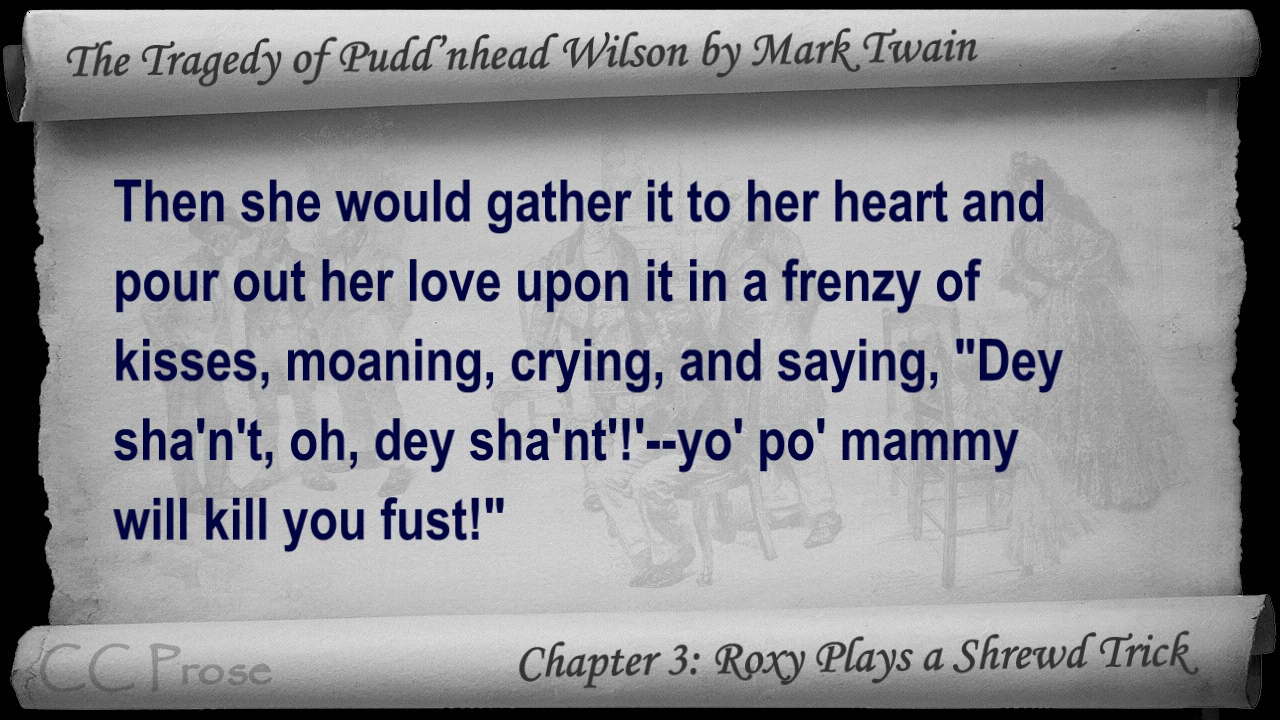 The Tragedy of Pudd'nhead Wilson by Mark Twain
Then she would gather it to her heart and
pour out her love upon it in a frenzy of
kisses, moaning, crying, and saying, "Dey
sha'n't, oh, dey sha'nt'!'--yo' po' mammy
will kill you fust!"
CC Prose
Chapter 3: Roxy Plays a Shrewd Trick